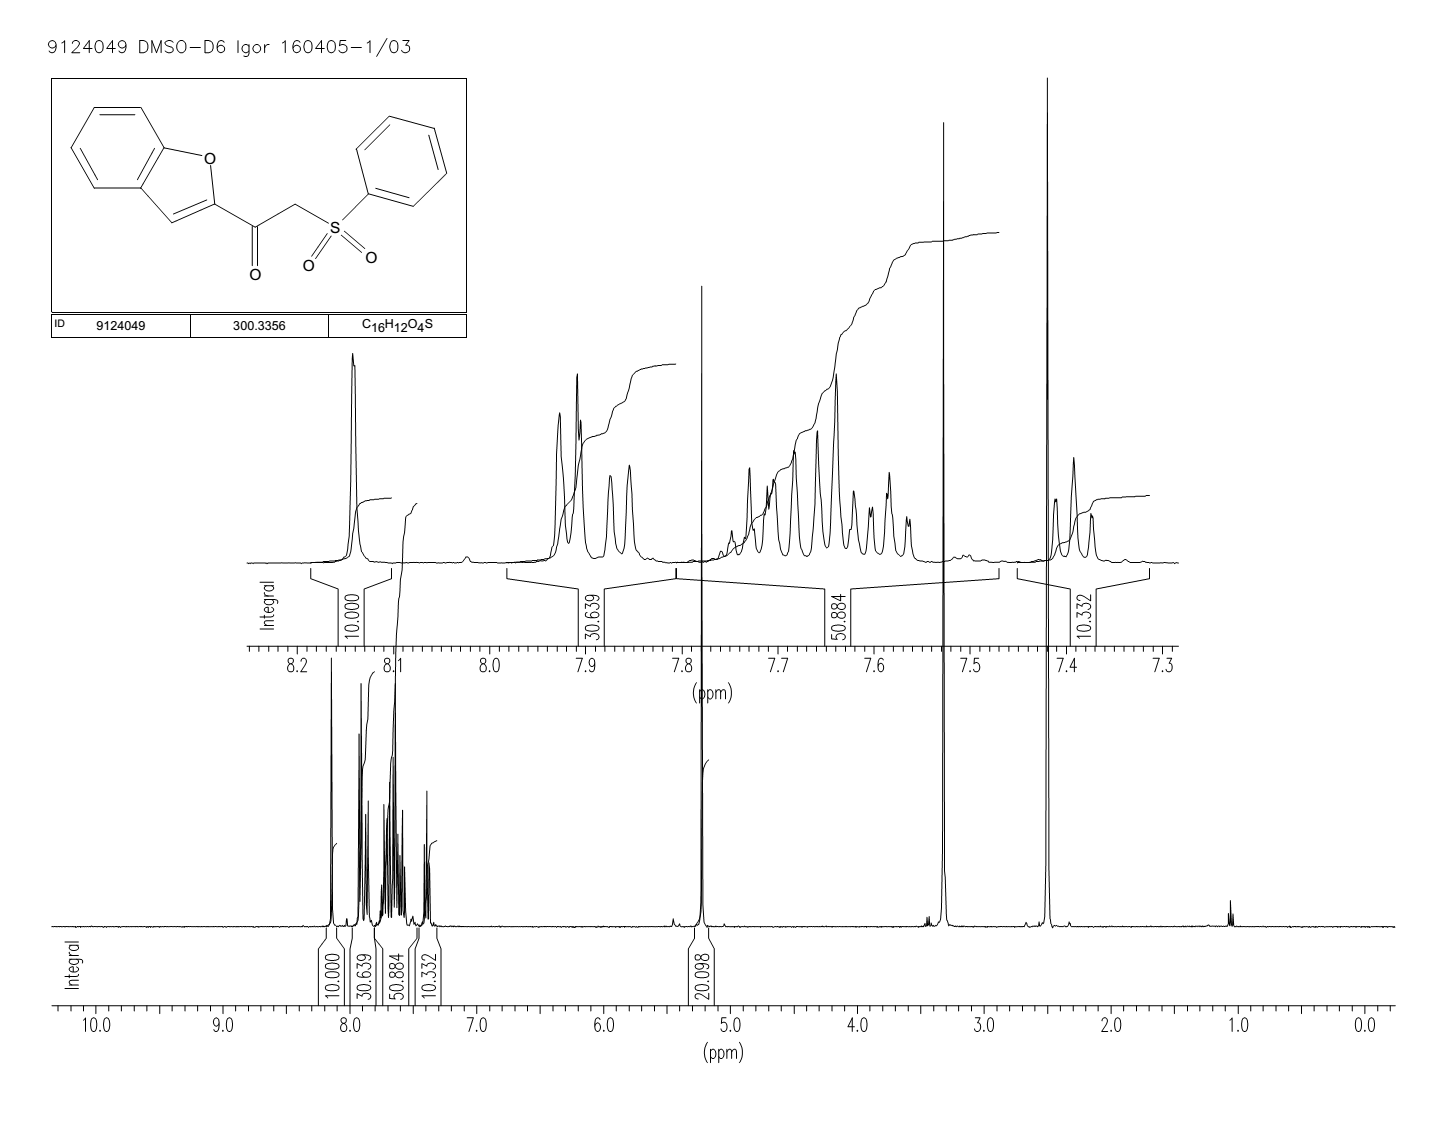 9124049 DMSO-D6 Igor 160405-1/03
O
S
O
O
O
ID 9124049 300.3356 C16H12O4S
Integral
10.000 30.639 50.884 10.332
8.2 8.1 8.0 7.9 7.8 7.7 7.6 7.5 7.4 7.3
(ppm)
Integral
10.000 30.639 50.884 10.332 20.098
10.0 9.0 8.0 7.0 6.0 5.0 4.0 3.0 2.0 1.0 0.0
(ppm)